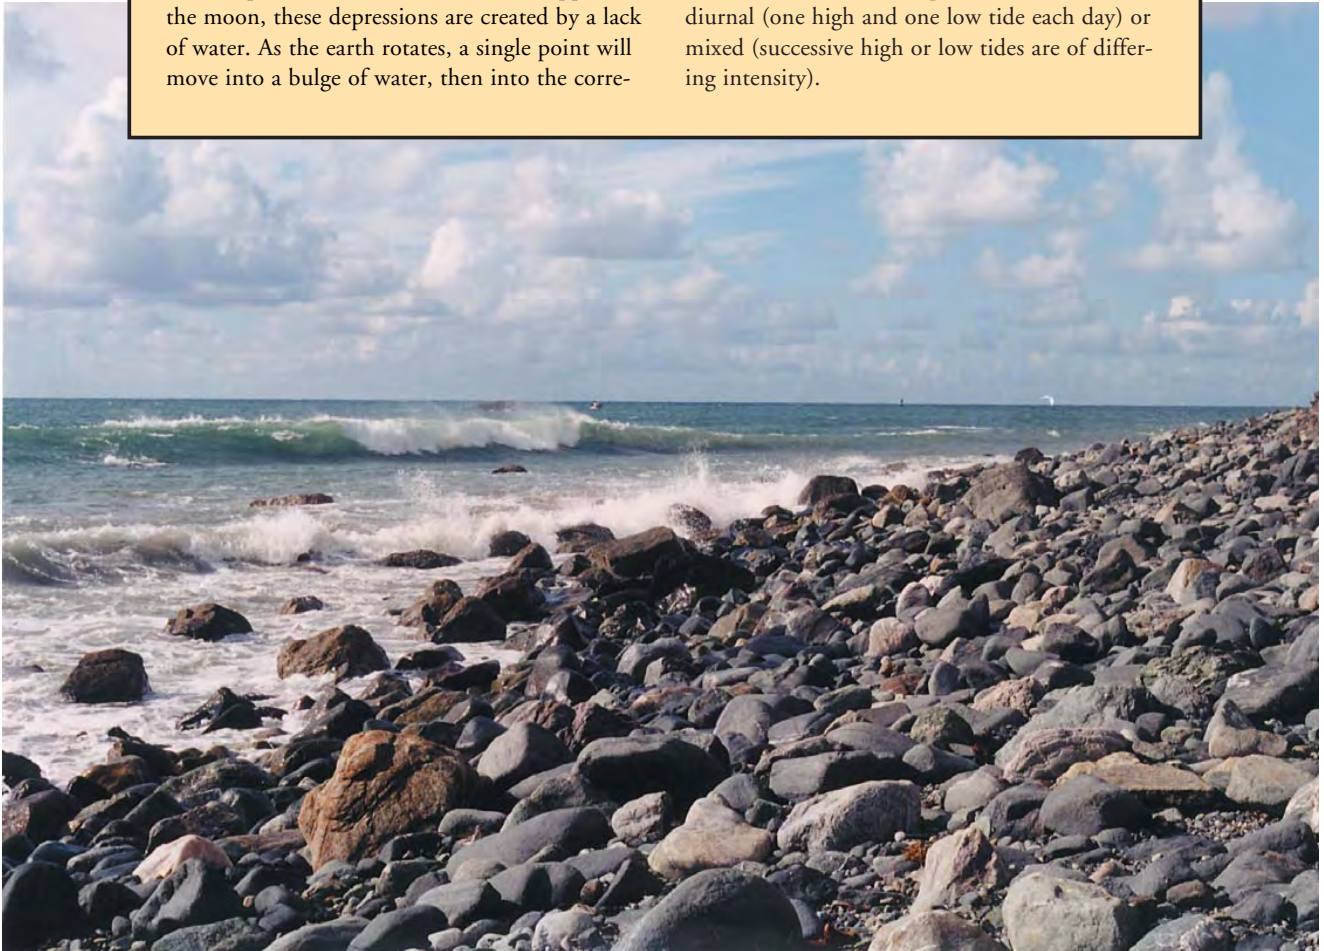 the moon, these depressions are created by a lack
of water. As the earth rotates, a single point will
move into a bulge of water, then into the corre-
diurnal (one high and one low tide each day) or
mixed (successive high or low tides are of differ-
ing intensity).